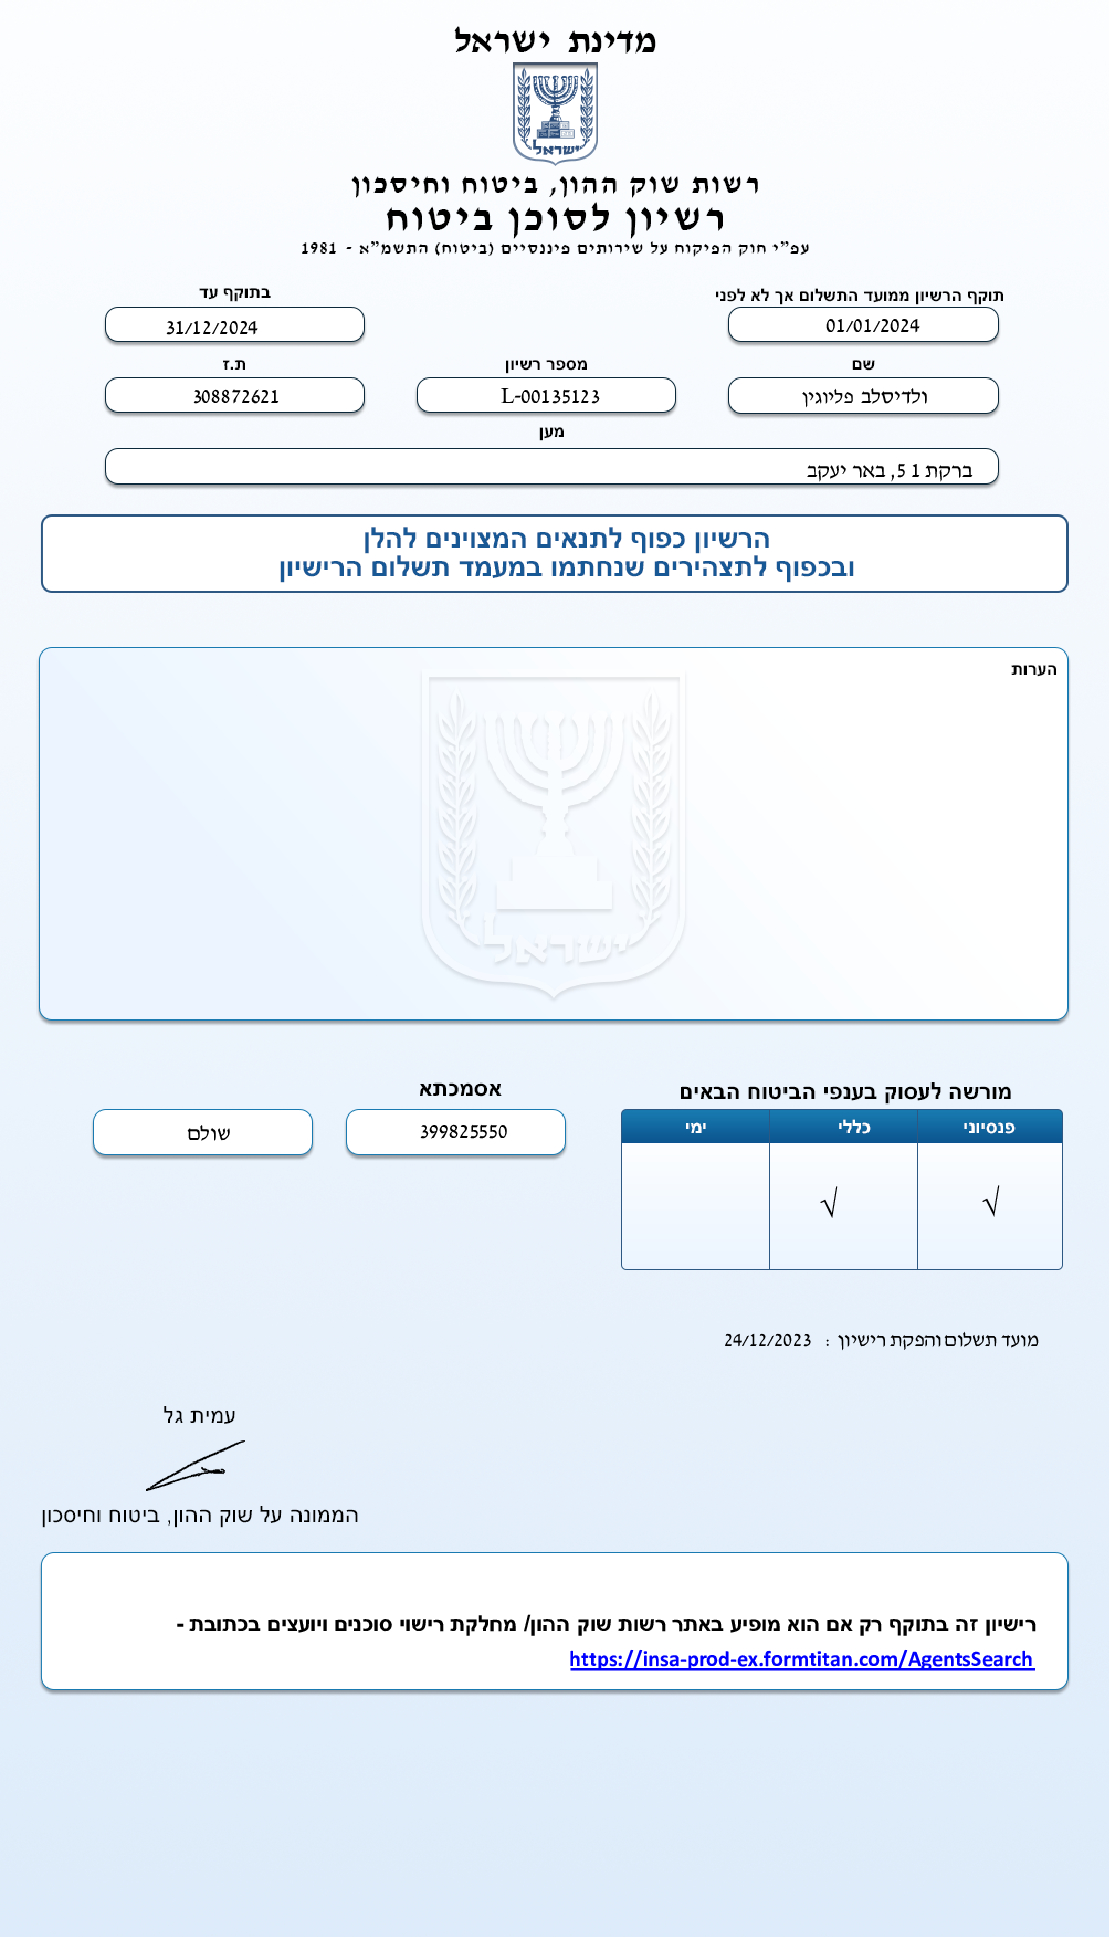 מדינת ישראל
ישראל
רשות שוק ההון, ביטוח וחיסכון
רשיון לסוכן ביטוח
עפ"י חוק הפיקוח על שירותים פיננסיים (ביטוח) התשמ"א - 1981
תוקף הרשיון ממועד התשלום אך לא לפני
בתוקף עד
01/01/2024
31/12/2024
שם
מספר רשיון
ת.ז
ולדיסלב פליוגין
L-00135123
308872621
מען
ברקת 1 5, באר יעקב
הרשיון כפוף לתנאים המצוינים להלן
ובכפוף לתצהירים שנחתמו במעמד תשלום הרישיון
הערות
ישראל
מורשה לעסוק בענפי הביטוח הבאים
אסמכתא
פנסיוני
כללי
ימי
399825550
שולם
√
√
מועד תשלום והפקת רישיון : 24/12/2023
עמית גל
הממונה על שוק ההון, ביטוח וחיסכון
רישיון זה בתוקף רק אם הוא מופיע באתר רשות שוק ההון/ מחלקת רישוי סוכנים ויועצים בכתובת -
https://insa-prod-ex.formtitan.com/AgentsSearch